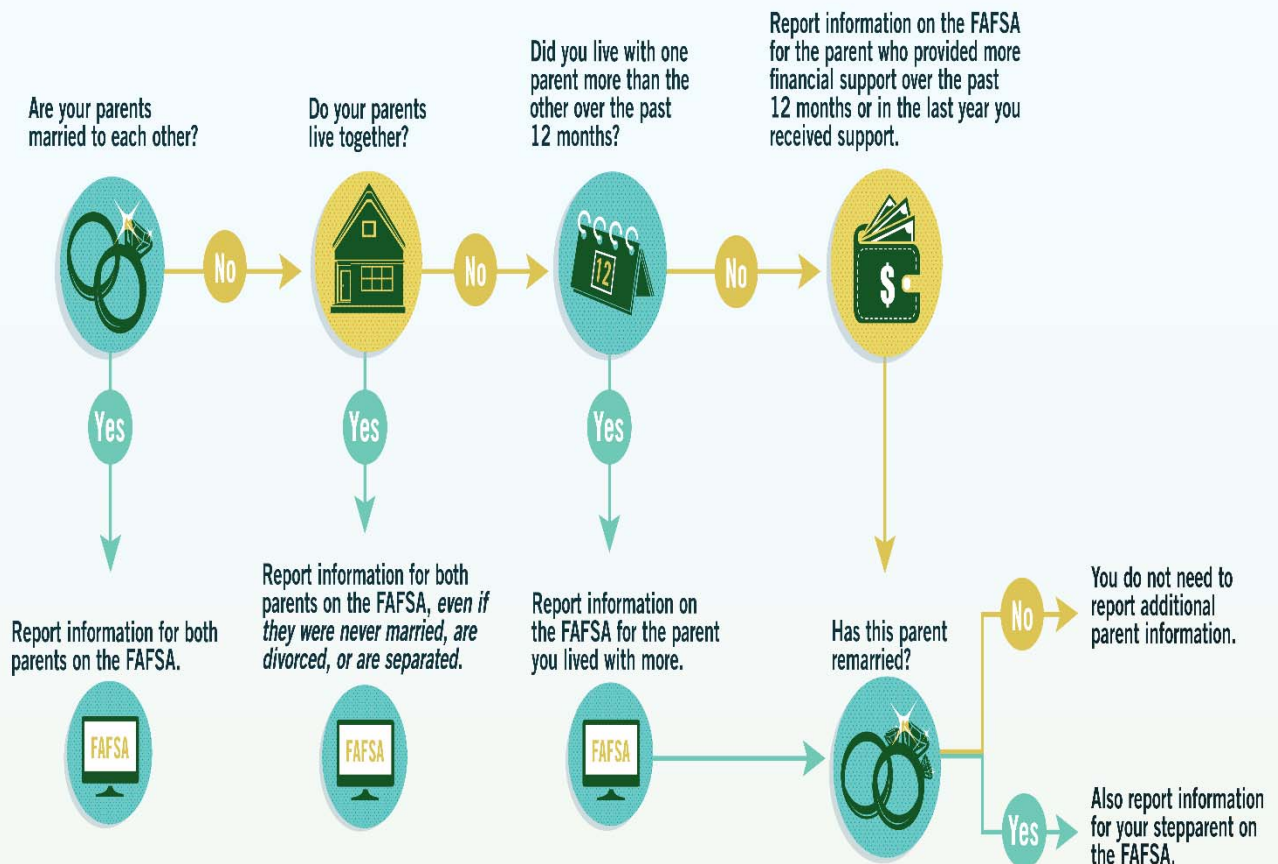 Are your parents
married to each other?
Do your parents
live together?
Did you live with one
parent more than the
other over the past
12 months?
Report information on the FAFSA
for the parent who provided more
financial support over the past
12 months or in the last year you
received support.
12
$
No
No
No
Yes
Yes
Yes
Report information for both
parents on the FAFSA.
Report information for both
parents on the FAFSA, even if
they were never married, are
divorced, or are separated.
Report information on
the FAFSA for the parent
you lived with more.
Has this parent
remarried?
No
You do not need to
report additional
parent information.
FAFSA
FAFSA
FAFSA
Yes
Also report information
for your stepparent on
the FAFSA.